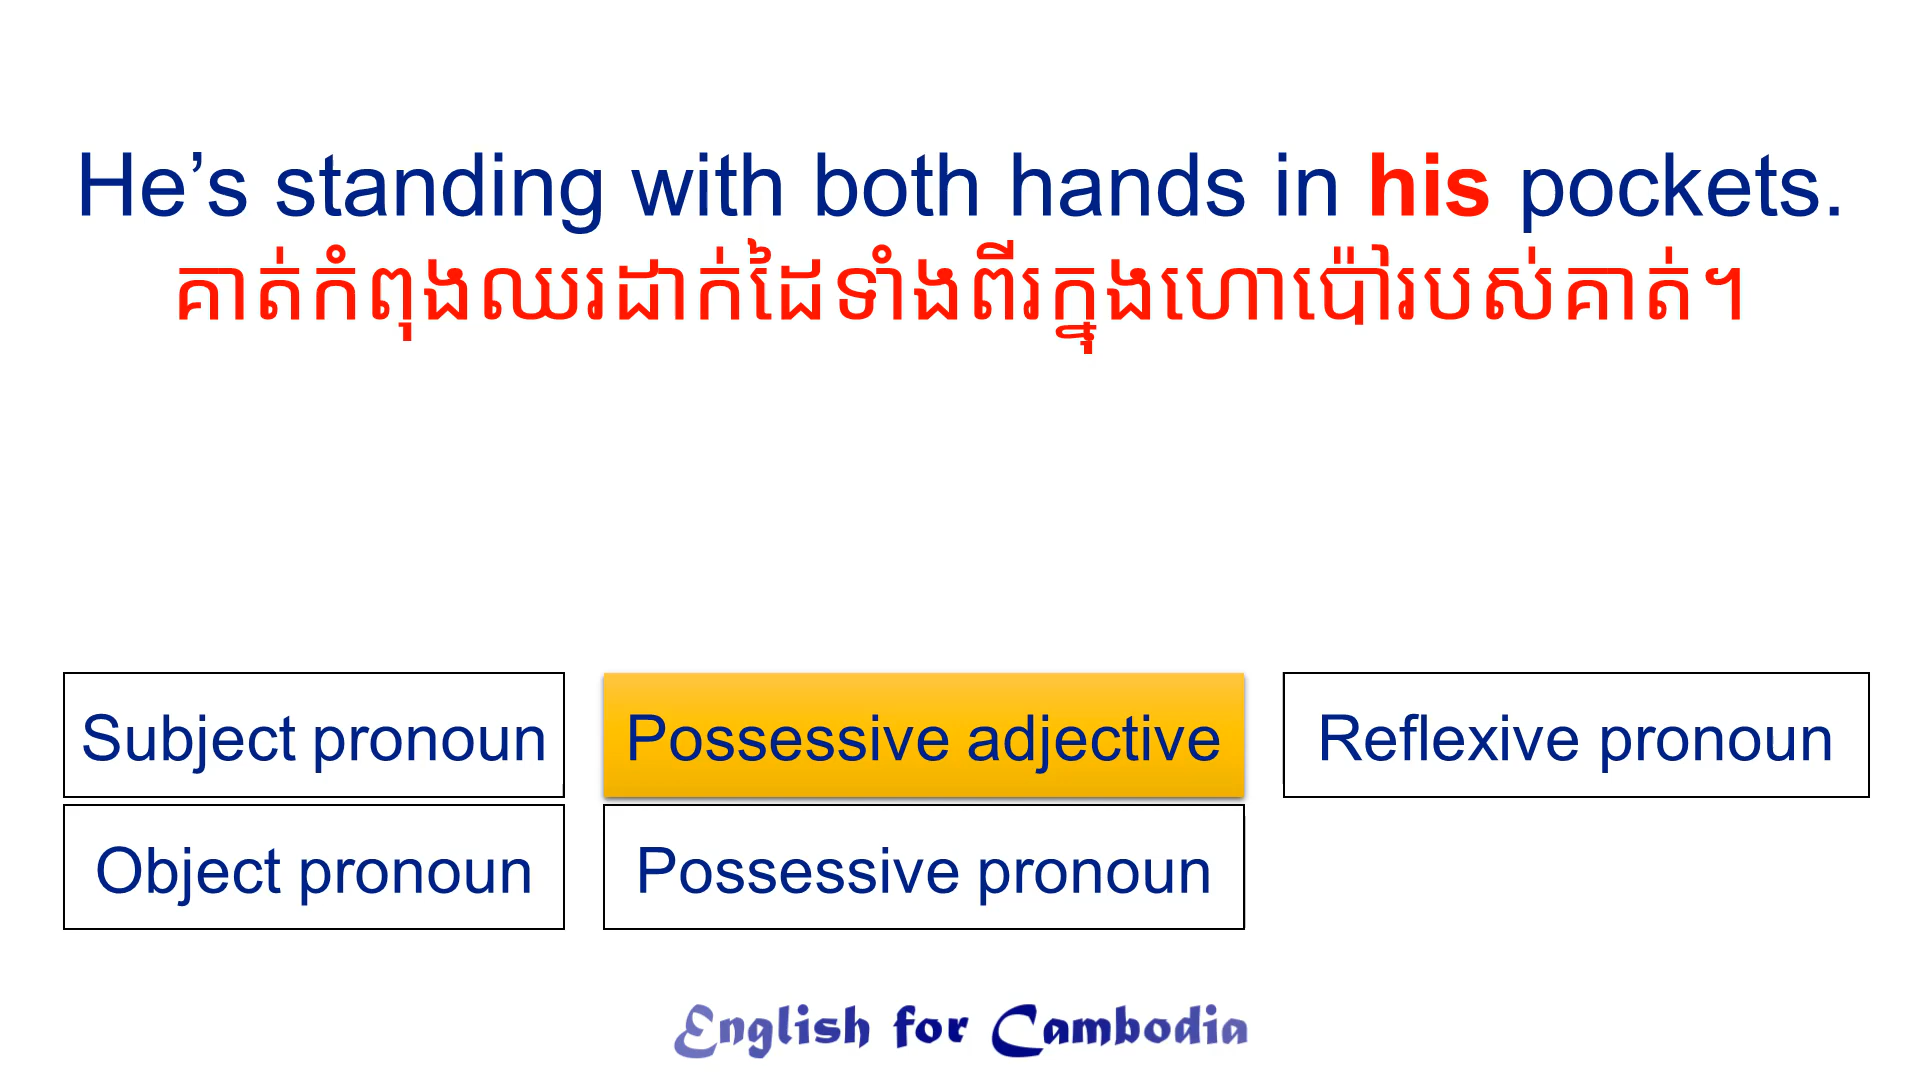 He’s standing with both hands in his pockets.
គាត់កំពុងឈរដាក់ដៃទាំងពីរក្នុងហោប៉ៅរបស់គាត់។
Subject pronoun
Possessive adjective
Reflexive pronoun
Object pronoun
Possessive pronoun
English for Cambodia